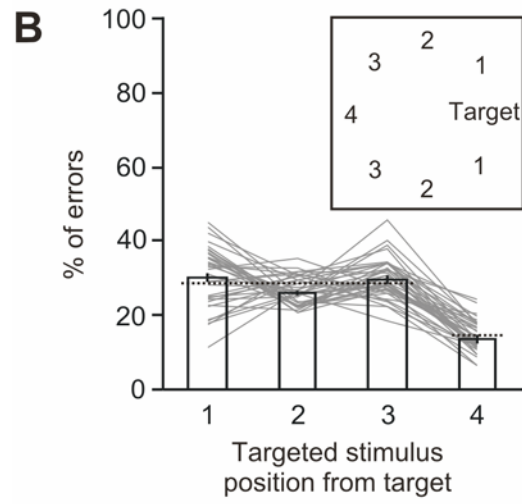 B
100
80
60
40
20
0
% of errors
1 2 3 4
Targeted stimulus
position from target
2
3 1
4 Target
3 1
2